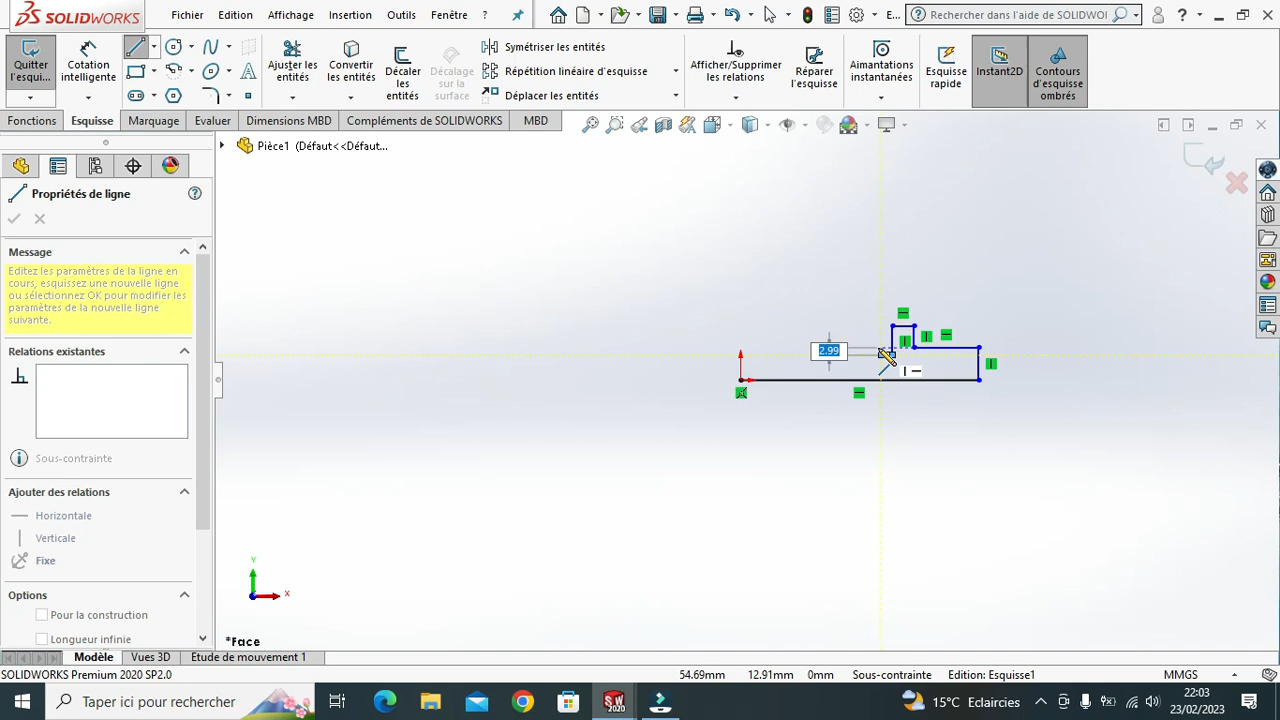 SOLIDWORKS
Fichier
Edition
Affichage
Insertion
Outils
Fenêtre
E...
Rechercher dans l'aide de SOLIDWOI
?
Quitter l'esqui...
Cotation intelligente
Ajuster les entités
Convertir les entités
Décaler les entités
Décalage sur la surface
Symétriser les entités
Répétition linéaire d'esquisse
Déplacer les entités
Afficher/Supprimer les relations
Réparer l'esquisse
Aimantations instantanées
Esquisse rapide
Instant2D
Contours d'esquisse ombrés
Fonctions
Esquisse
Marquage
Evaluer
Dimensions MBD
Compléments de SOLIDWORKS
MBD
Pièce1 (Défaut<<Défaut...
Propriétés de ligne
Message
Editez les paramètres de la ligne en
cours, esquissez une nouvelle ligne
ou sélectionnez OK pour modifier les
paramètres de la nouvelle ligne
suivante.
Relations existantes
Sous-contrainte
Ajouter des relations
Horizontale
Verticale
Fixe
Options
Pour la construction
Longueur infinie
2.99
Y
X
*Face
Modèle
Vues 3D
Etude de mouvement 1
SOLIDWORKS Premium 2020 SP2.0
54.69mm
12.91mm
0mm
Sous-contrainte
Edition: Esquisse1
MMGS
Taper ici pour rechercher
SW
2020
15°C Eclaircies
22:03
23/02/2023